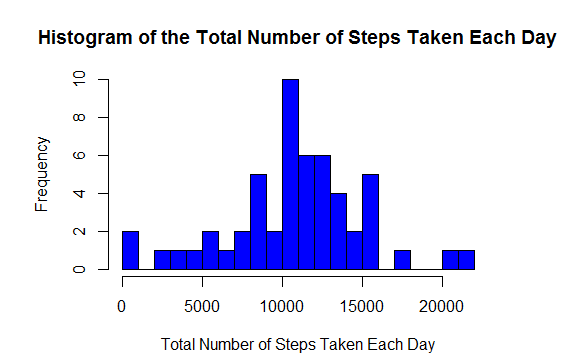 Histogram of the Total Number of Steps Taken Each Day
Frequency
10
8
6
4
2
0
0 5000 10000 15000 20000
Total Number of Steps Taken Each Day